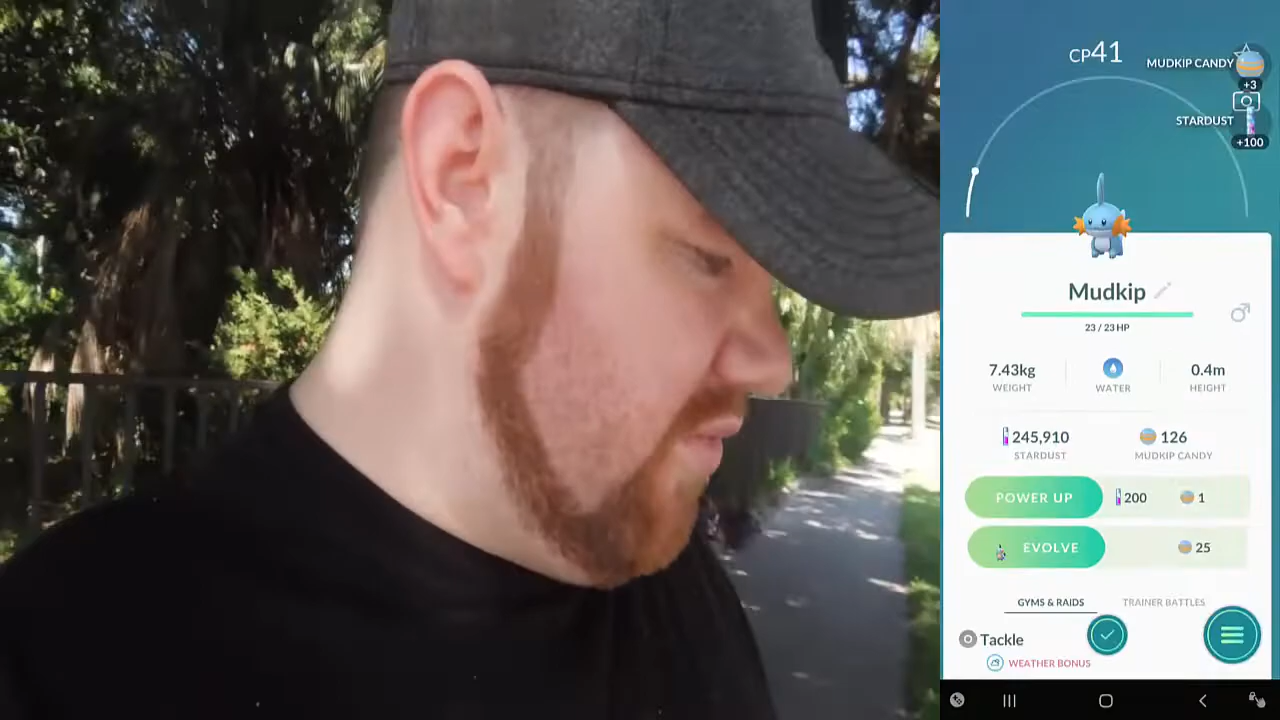 CP41
MUDKIP CANDY
+3
STARDUST
+100
Mudkip
23 / 23 HP
7.43kg
WEIGHT
WATER
0.4m
HEIGHT
245,910
STARDUST
126
MUDKIP CANDY
POWER UP
200
1
EVOLVE
25
GYMS & RAIDS
TRAINER BATTLES
Tackle
WEATHER BONUS